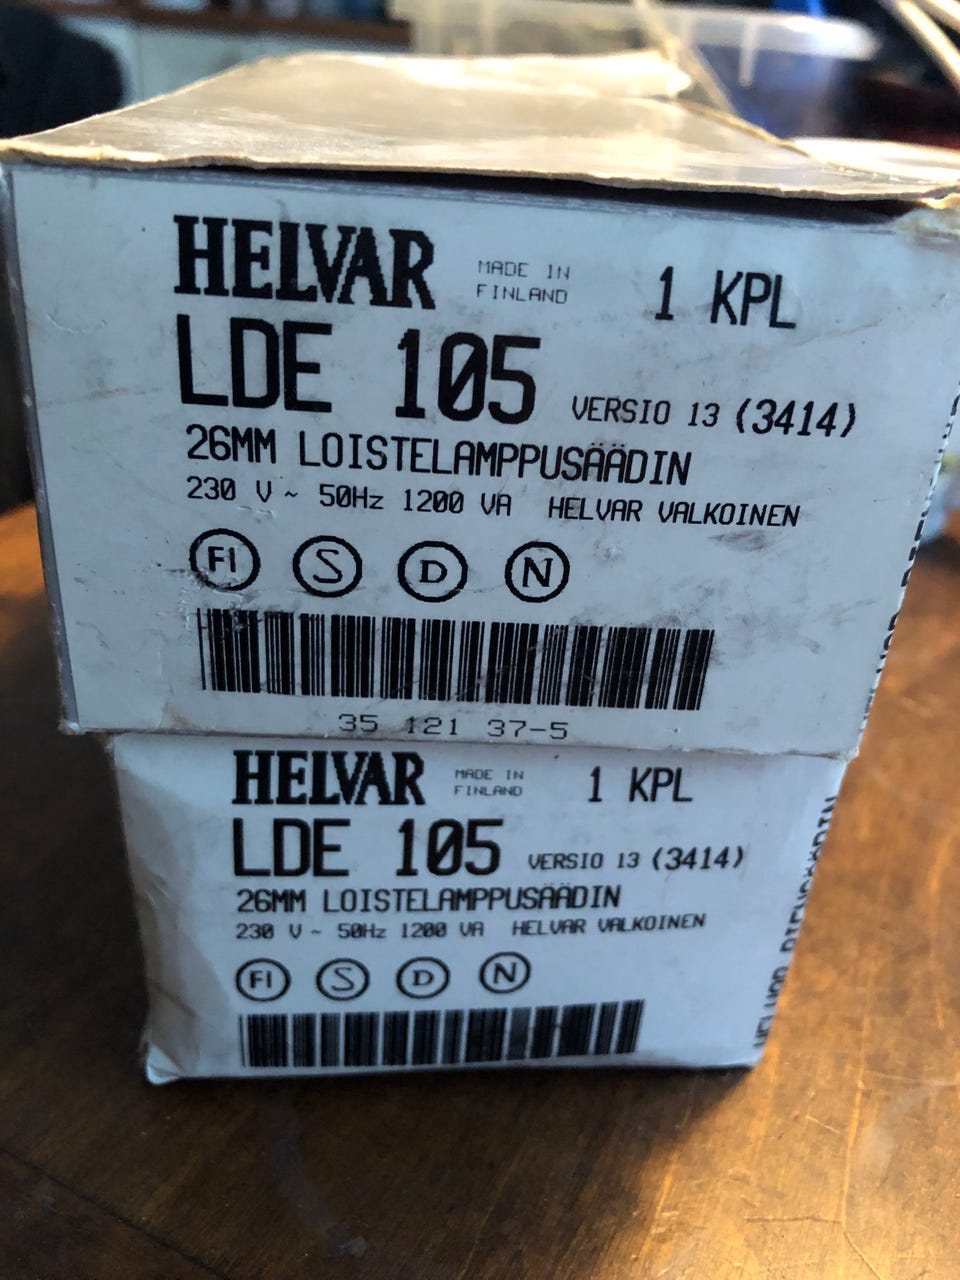 HELVAR MADE IN FINLAND 1 KPL
LDE 105 VERSIO 13 (3414)
26MM LOISTELAMPPUSÄÄDIN
230 V ~ 50Hz 1200 VA HELVAR VALKOINEN
FI S D N
35 121 37-5
HELVAR MADE IN FINLAND 1 KPL
LDE 105 VERSIO 13 (3414)
26MM LOISTELAMPPUSÄÄDIN
230 V ~ 50Hz 1200 VA HELVAR VALKOINEN
FI S D N